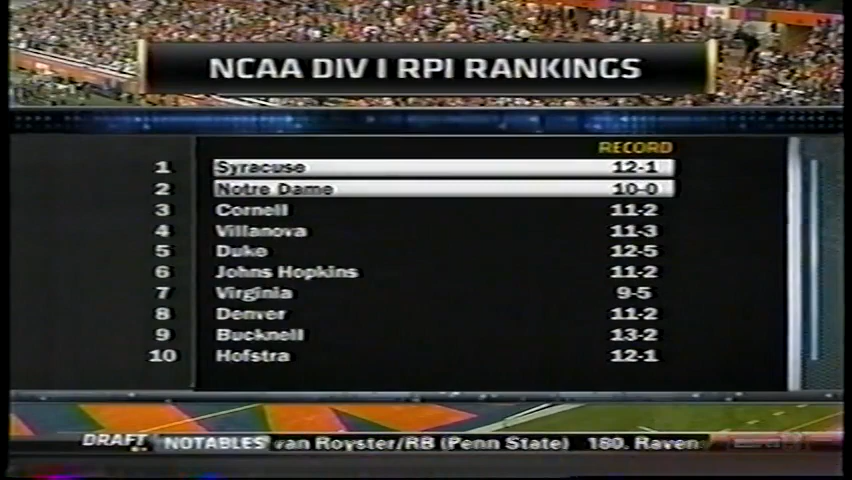 NCAA DIV I RPI RANKINGS
RECORD
1 Syracuse 12-1
2 Notre Dame 10-0
3 Cornell 11-2
4 Villanova 11-3
5 Duke 12-5
6 Johns Hopkins 11-2
7 Virginia 9-5
8 Denver 11-2
9 Bucknell 13-2
10 Hofstra 12-1
DRAFT NOTABLES van Royster/RB (Penn State) 180. Raven